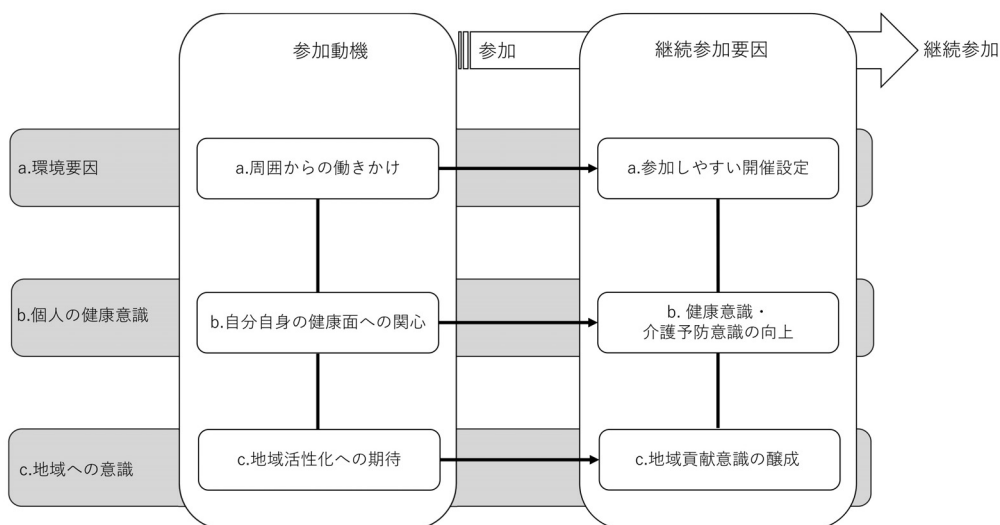 参加動機
参加
継続参加要因
継続参加
a.環境要因
a.周囲からの働きかけ
a.参加しやすい開催設定
b.個人の健康意識
b.自分自身の健康面への関心
b. 健康意識・
介護予防意識の向上
c.地域への意識
c.地域活性化への期待
c.地域貢献意識の醸成